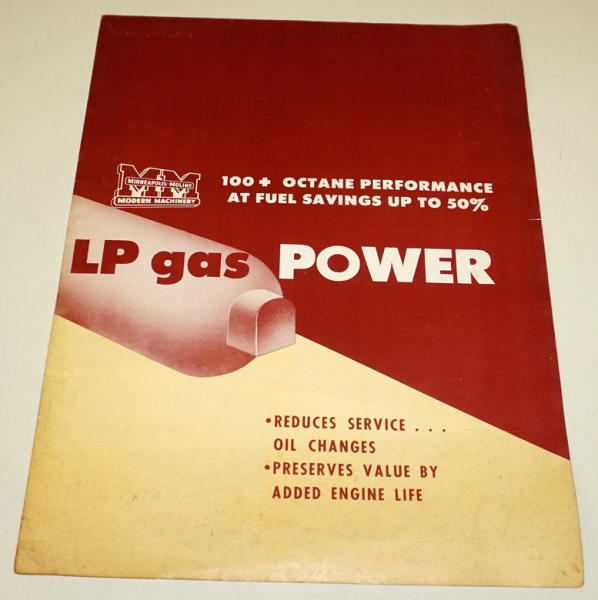 MM
MINNEAPOLIS-MOLINE
MODERN MACHINERY
100+ OCTANE PERFORMANCE
AT FUEL SAVINGS UP TO 50%
LP gas POWER
•REDUCES SERVICE . . .
OIL CHANGES
•PRESERVES VALUE BY
ADDED ENGINE LIFE